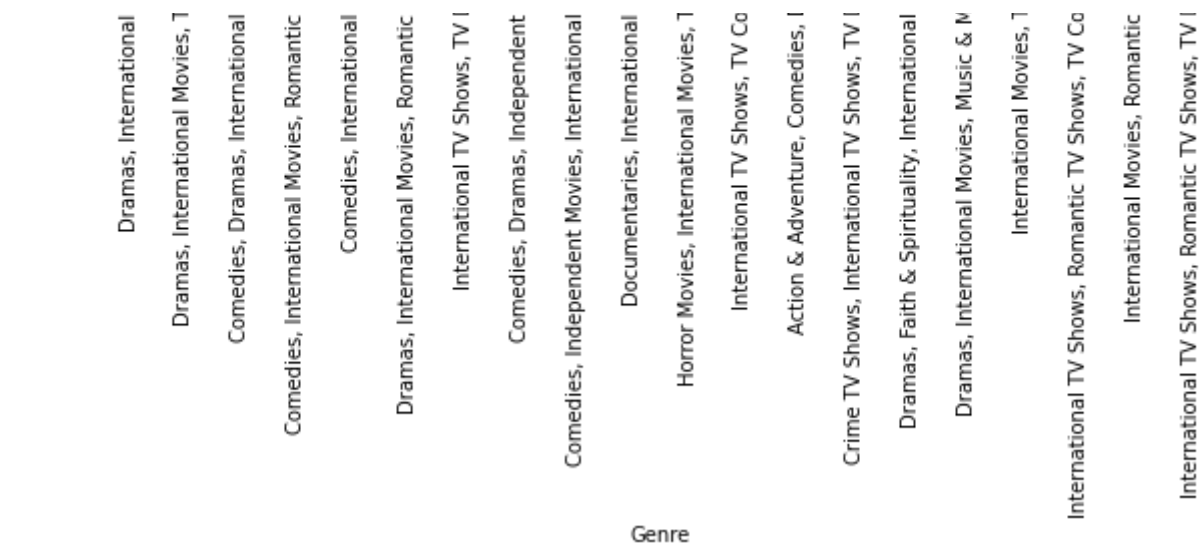 Dramas, International
Dramas, International Movies,
Comedies, Dramas, International
Comedies, International Movies, Romantic
Comedies, International
Dramas, International Movies, Romantic
International TV Shows, TV
Comedies, Dramas, Independent
Comedies, Independent Movies, International
Documentaries, International
Horror Movies, International Movies,
International TV Shows, TV Co
Action & Adventure, Comedies,
Crime TV Shows, International TV Shows, TV
Dramas, Faith & Spirituality, International
Dramas, International Movies, Music &
International Movies,
International TV Shows, Romantic TV Shows, TV Co
International Movies, Romantic
International TV Shows, Romantic TV Shows, TV
Genre